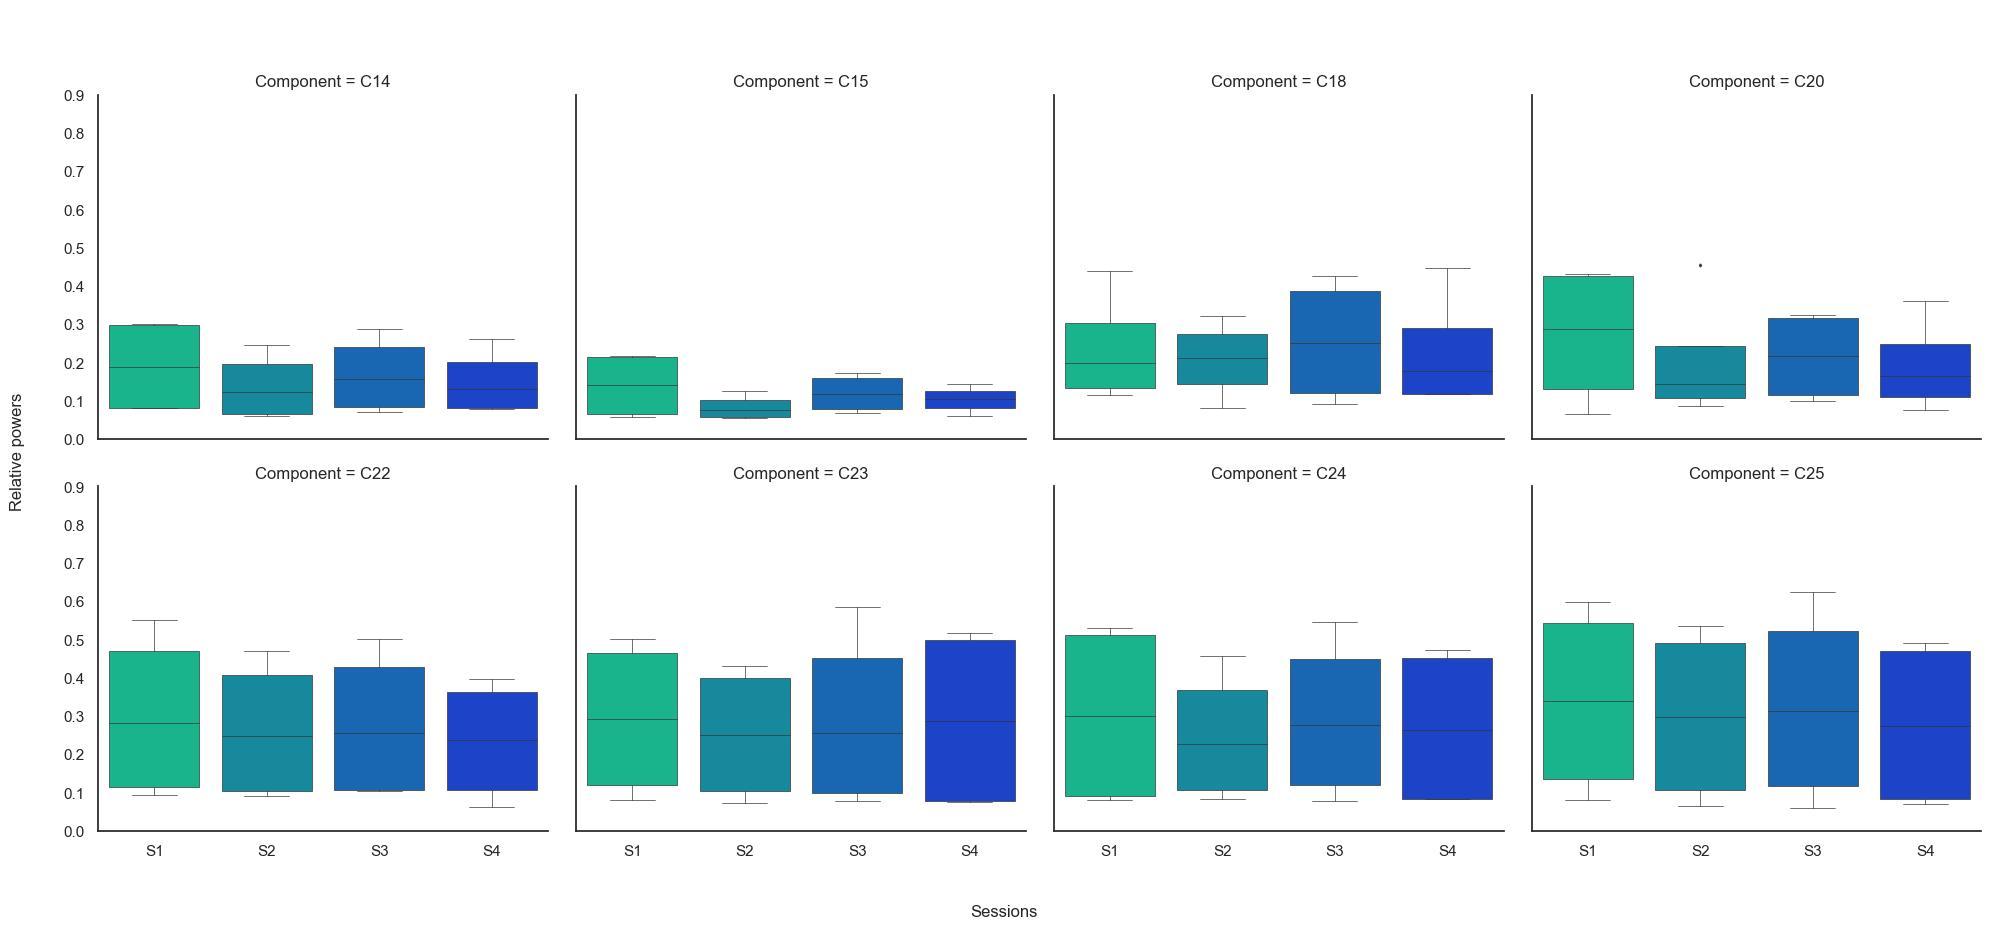 Component = C14
Component = C15
Component = C18
Component = C20
0.9
0.8
0.7
0.6
0.5
0.4
0.3
0.2
0.1
0.0
Relative powers
Component = C22
Component = C23
Component = C24
Component = C25
0.9
0.8
0.7
0.6
0.5
0.4
0.3
0.2
0.1
0.0
S1 S2 S3 S4
S1 S2 S3 S4
S1 S2 S3 S4
S1 S2 S3 S4
Sessions